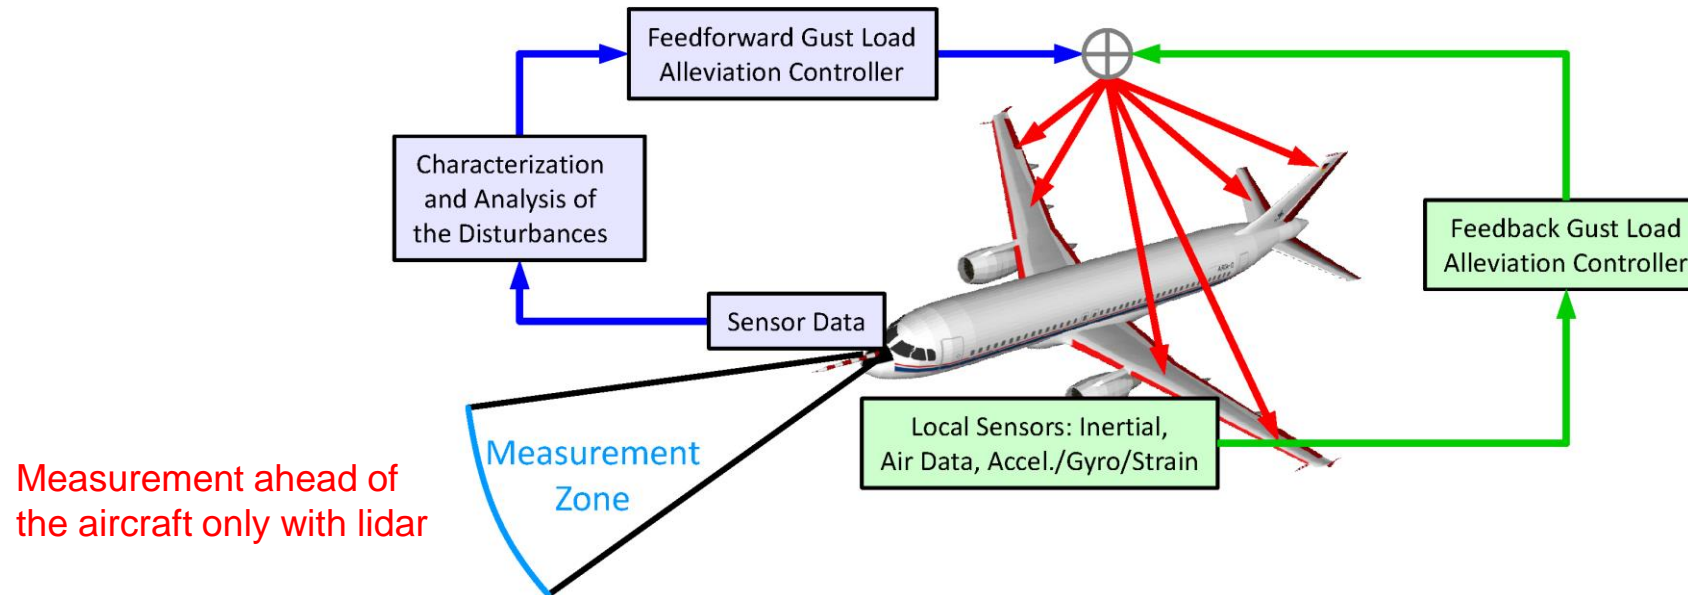 Feedforward Gust Load
Alleviation Controller
Characterization
and Analysis of
the Disturbances
Feedback Gust Load
Alleviation Controller
Sensor Data
Local Sensors: Inertial,
Air Data, Accel./Gyro/Strain
Measurement
Zone
Measurement ahead of
the aircraft only with lidar